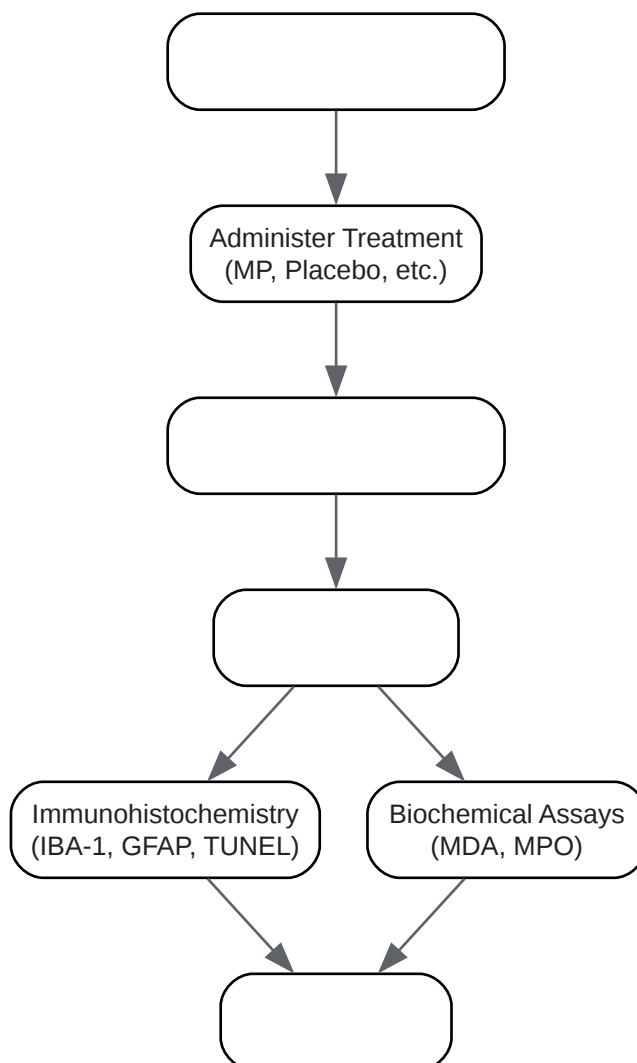 Administer Treatment
(MP, Placebo, etc.)
Immunohistochemistry
(IBA-1, GFAP, TUNEL)
Biochemical Assays
(MDA, MPO)